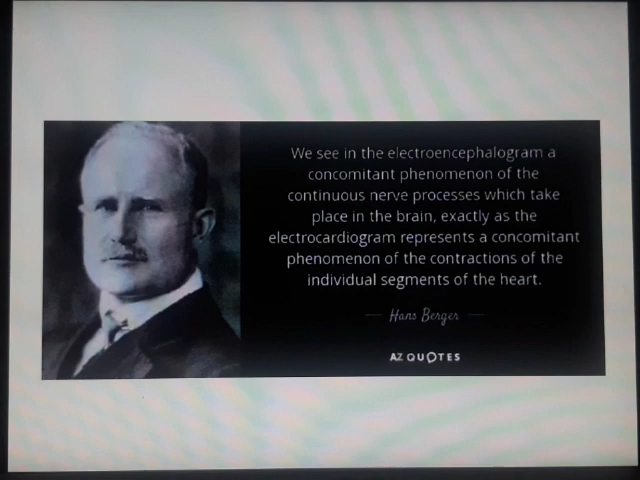 We see in the electroencephalogram a
concomitant phenomenon of the
continuous nerve processes which take
place in the brain, exactly as the
electrocardiogram represents a concomitant
phenomenon of the contractions of the
individual segments of the heart.
Hans Berger
AZ QUOTES